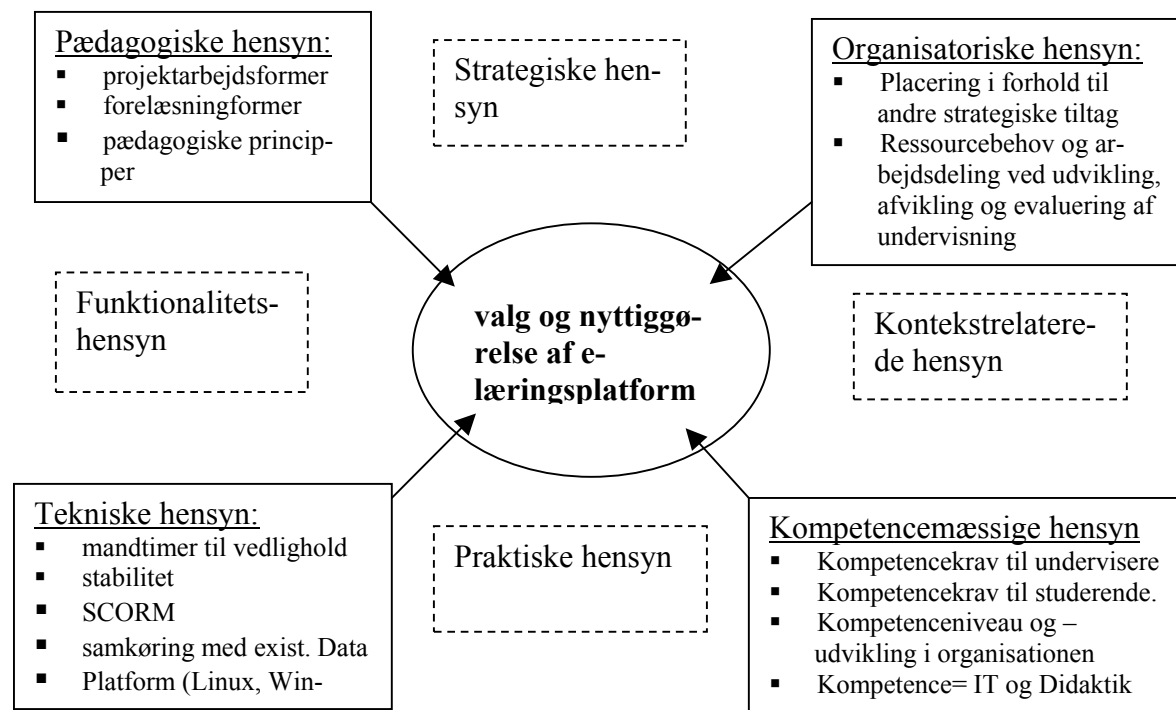 Pædagogiske hensyn:
▪ projektarbejdsformer
▪ forelæsningformer
▪ pædagogiske princip-
per
Strategiske hen-
syn
Organisatoriske hensyn:
▪ Placering i forhold til
andre strategiske tiltag
▪ Ressourcebehov og ar-
bejdsdeling ved udvikling,
afvikling og evaluering af
undervisning
Funktionalitets-
hensyn
valg og nyttiggø-
relse af e-
læringsplatform
Kontekstrelatere-
de hensyn
Tekniske hensyn:
▪ mandtimer til vedlighold
▪ stabilitet
▪ SCORM
▪ samkøring med exist. Data
▪ Platform (Linux, Win-
Praktiske hensyn
Kompetencemæssige hensyn
▪ Kompetencekrav til undervisere
▪ Kompetencekrav til studerende.
▪ Kompetenceniveau og –
udvikling i organisationen
▪ Kompetence= IT og Didaktik